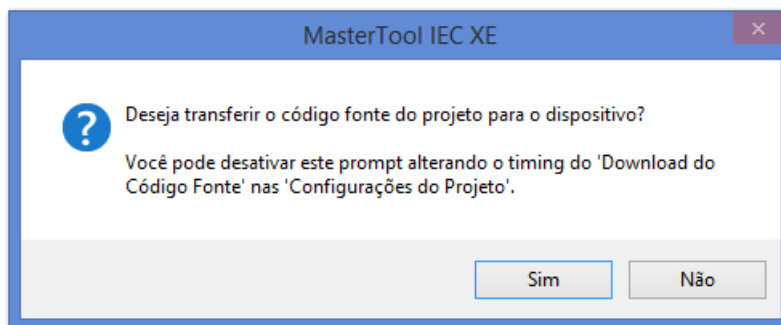 MasterTool IEC XE
Deseja transferir o código fonte do projeto para o dispositivo?
Você pode desativar este prompt alterando o timing do 'Download do
Código Fonte' nas 'Configurações do Projeto'.
Sim Não